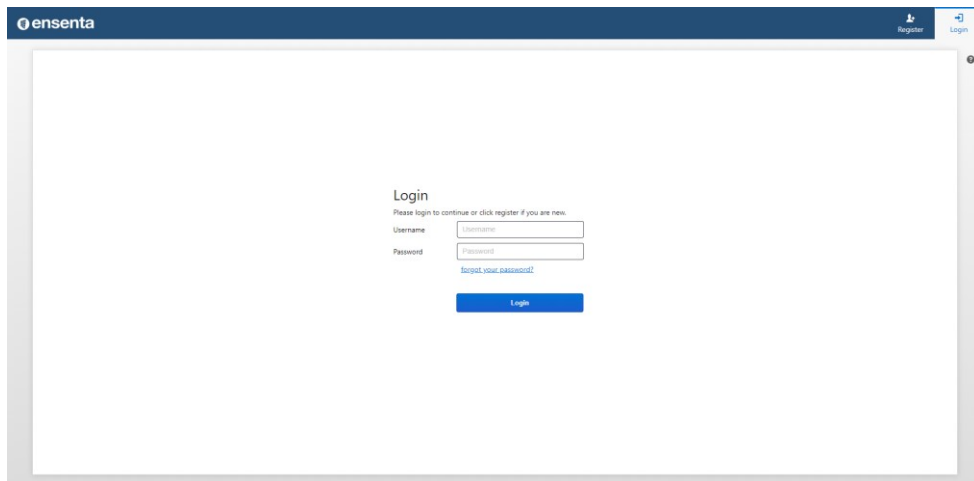 ensenta
Register
Login
Login
Please login to continue or click register if you are new.
Username
Username
Password
Password
forgot your password?
Login